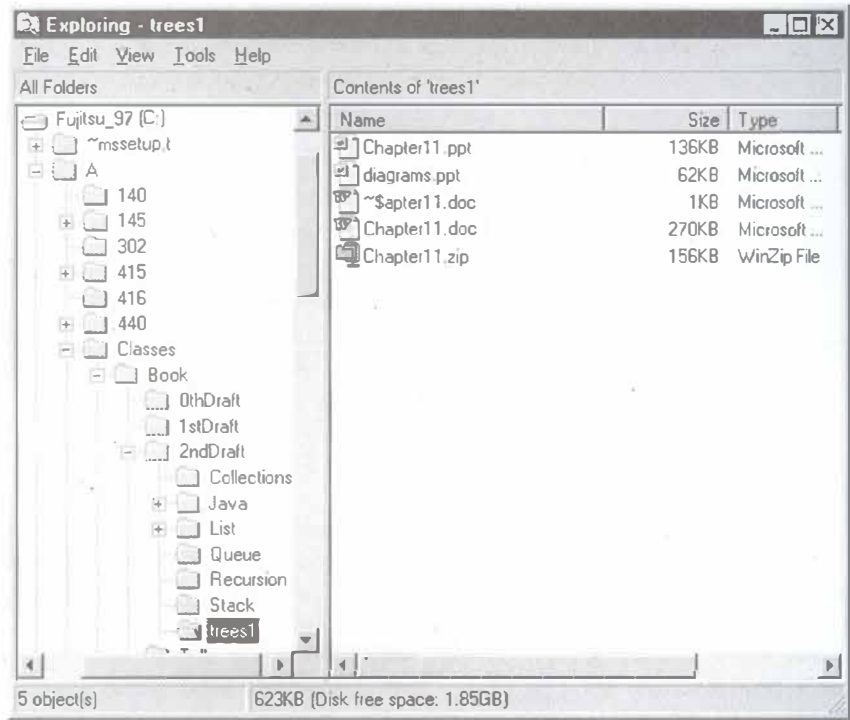 Exploring - trees1
File Edit View Tools Help
All Folders
Contents of 'trees1'
Fujitsu_97 (C:)
~mssetup.t
A
140
145
302
415
416
440
Classes
Book
0thDraft
1stDraft
2ndDraft
Collections
Java
List
Queue
Recursion
Stack
trees1
Name Size Type
Chapter11.ppt 136KB Microsoft ...
diagrams.ppt 62KB Microsoft ...
~$apter11.doc 1KB Microsoft ...
Chapter11.doc 270KB Microsoft ...
Chapter11.zip 156KB WinZip File
5 object(s)
623KB (Disk free space: 1.85GB)